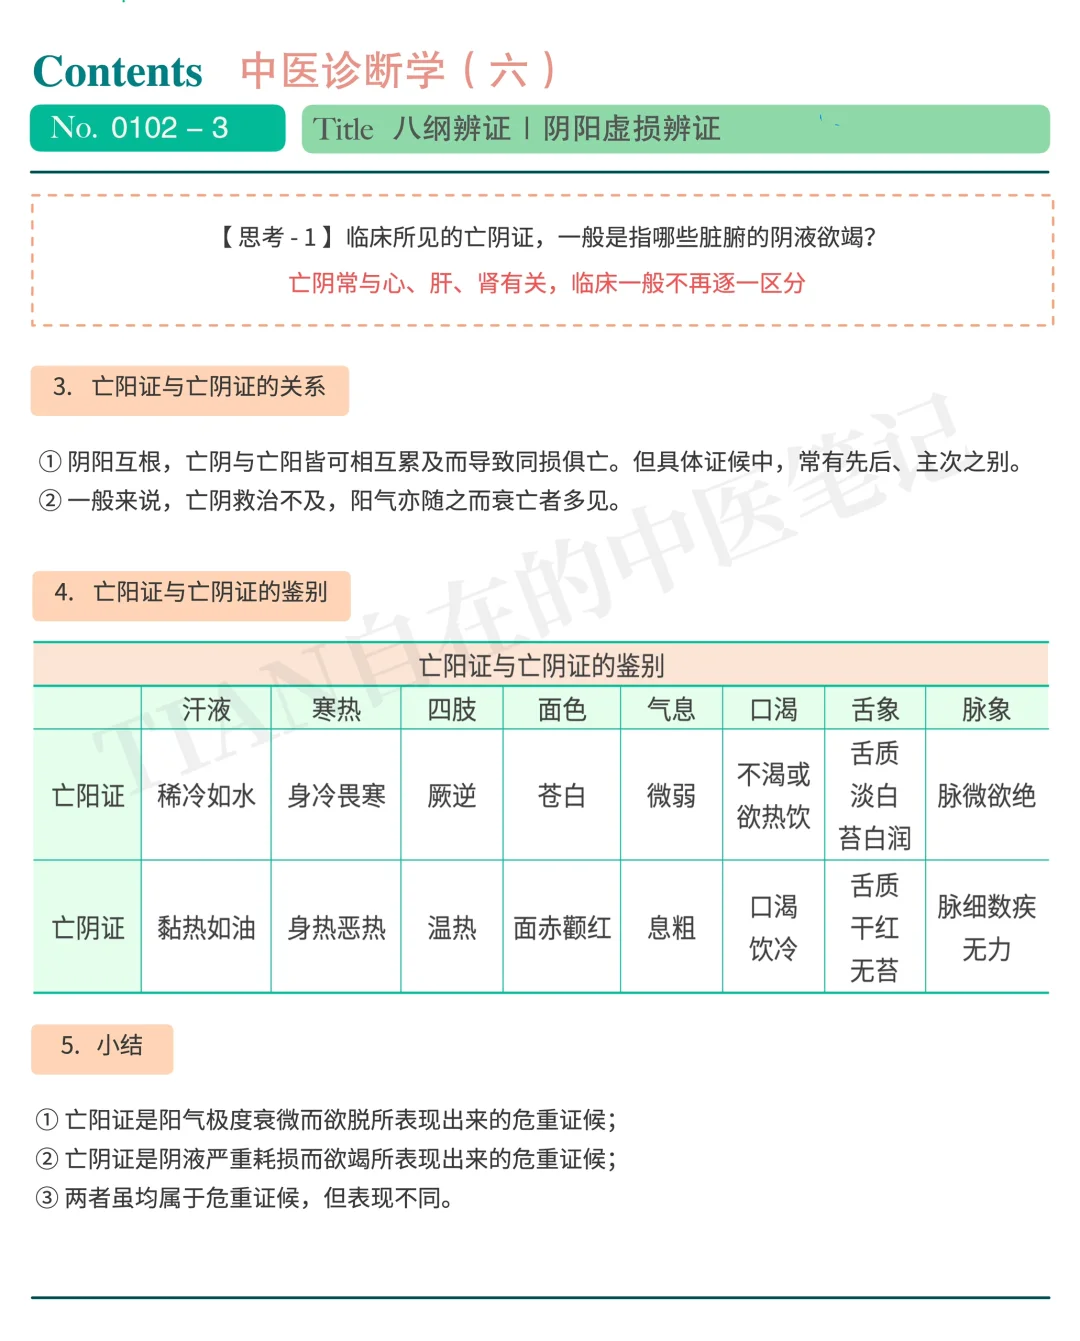 Contents 中医诊断学（六）
No. 0102 – 3 Title 八纲辨证 | 阴阳虚损辨证
【 思考 - 1 】临床所见的亡阴证，一般是指哪些脏腑的阴液欲竭？
亡阴常与心、肝、肾有关，临床一般不再逐一区分
3. 亡阳证与亡阴证的关系
① 阴阳互根，亡阴与亡阳皆可相互累及而导致同损俱亡。但具体证候中，常有先后、主次之别。
② 一般来说，亡阴救治不及，阳气亦随之而衰亡者多见。
4. 亡阳证与亡阴证的鉴别
亡阳证与亡阴证的鉴别
汗液 寒热 四肢 面色 气息 口渴 舌象 脉象
亡阳证 稀冷如水 身冷畏寒 厥逆 苍白 微弱 不渴或欲热饮 舌质淡白苔白润 脉微欲绝
亡阴证 黏热如油 身热恶热 温热 面赤颧红 息粗 口渴饮冷 舌质干红无苔 脉细数疾无力
5. 小结
① 亡阳证是阳气极度衰微而欲脱所表现出来的危重证候；
② 亡阴证是阴液严重耗损而欲竭所表现出来的危重证候；
③ 两者虽均属于危重证候，但表现不同。
TIAN自在的中医笔记